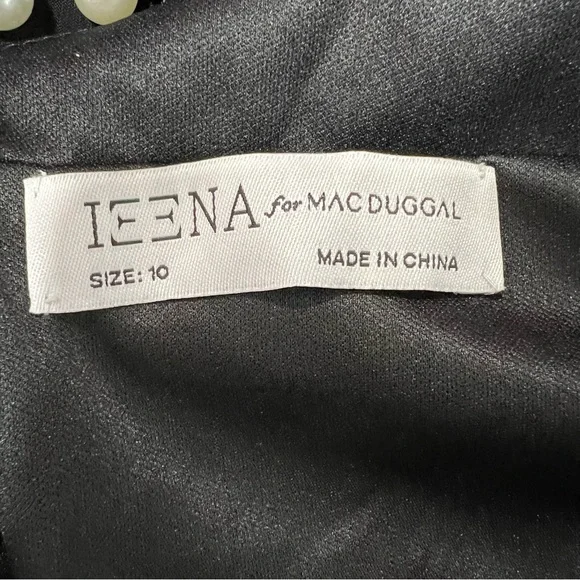 IEENA for MAC DUGGAL
SIZE: 10 MADE IN CHINA